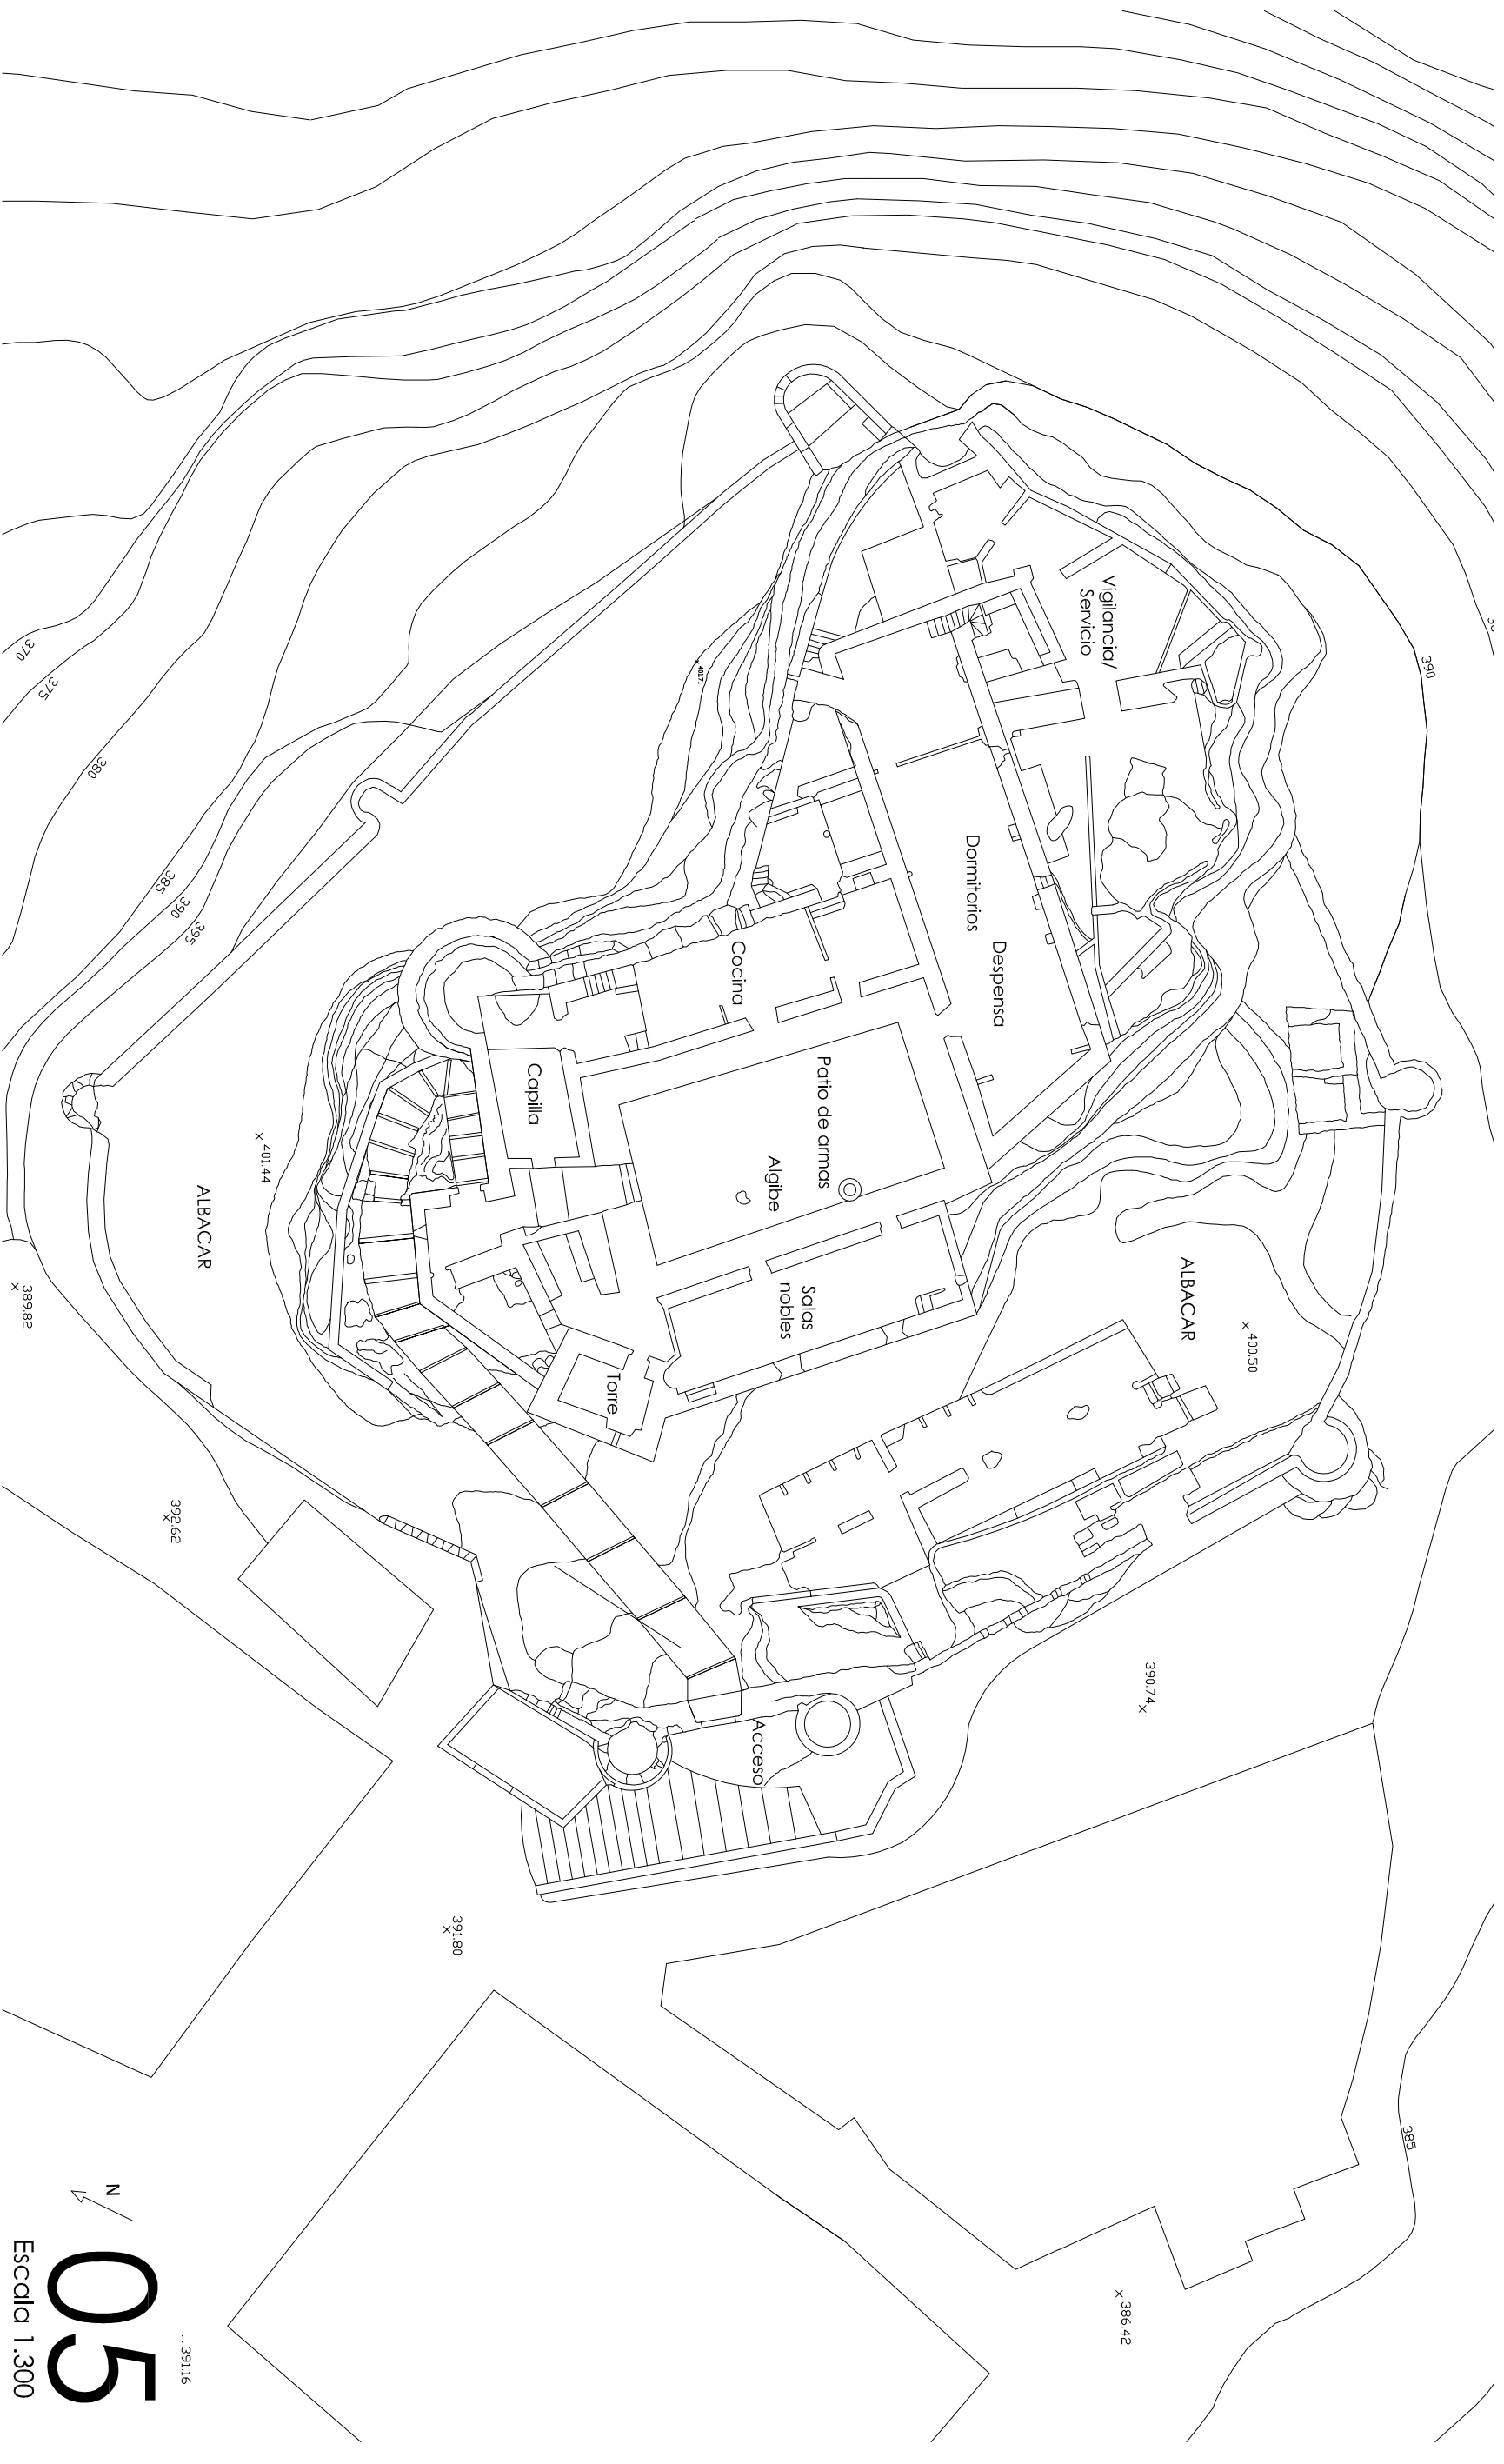 390
385
400.50
ALBACAR
390.74
386.42
Vigilancia/
Servicio
Despensa
Dormitorios
Patio de armas
Salas
nobles
Algibe
Acceso
Cocina
401.71
Torre
Capilla
391.80
401.44
ALBACAR
395
391.16
390
392.62
385
N
05
380
375
389.82
370
Escala 1.300